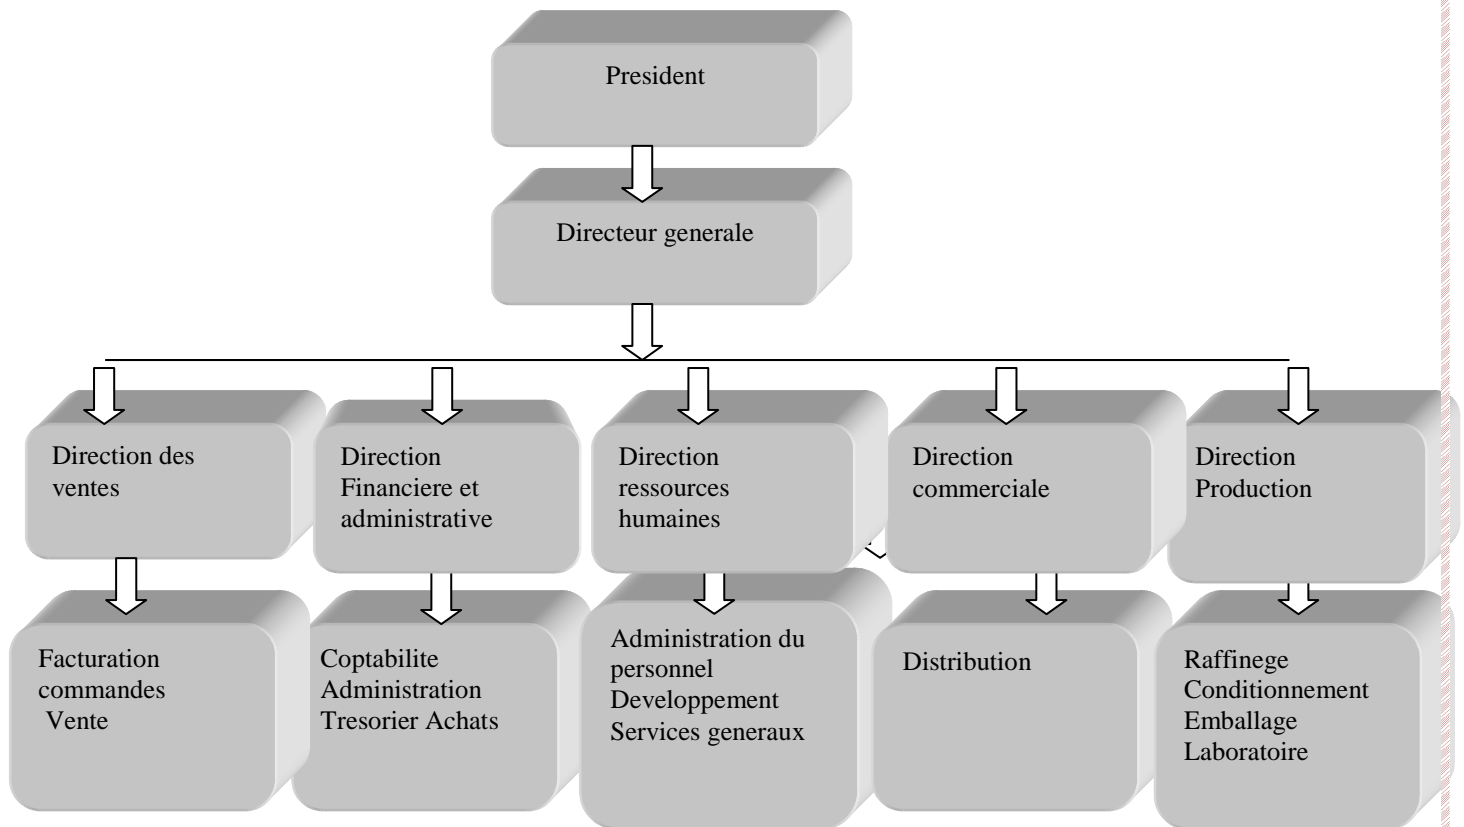 President
Directeur generale
Direction des
ventes
Direction
Financiere et
administrative
Direction
ressources
humaines
Direction
commerciale
Direction
Production
Facturation
commandes
Vente
Coptabilite
Administration
Tresorier Achats
Administration du
personnel
Developpement
Services generaux
Distribution
Raffinege
Conditionnement
Emballage
Laboratoire